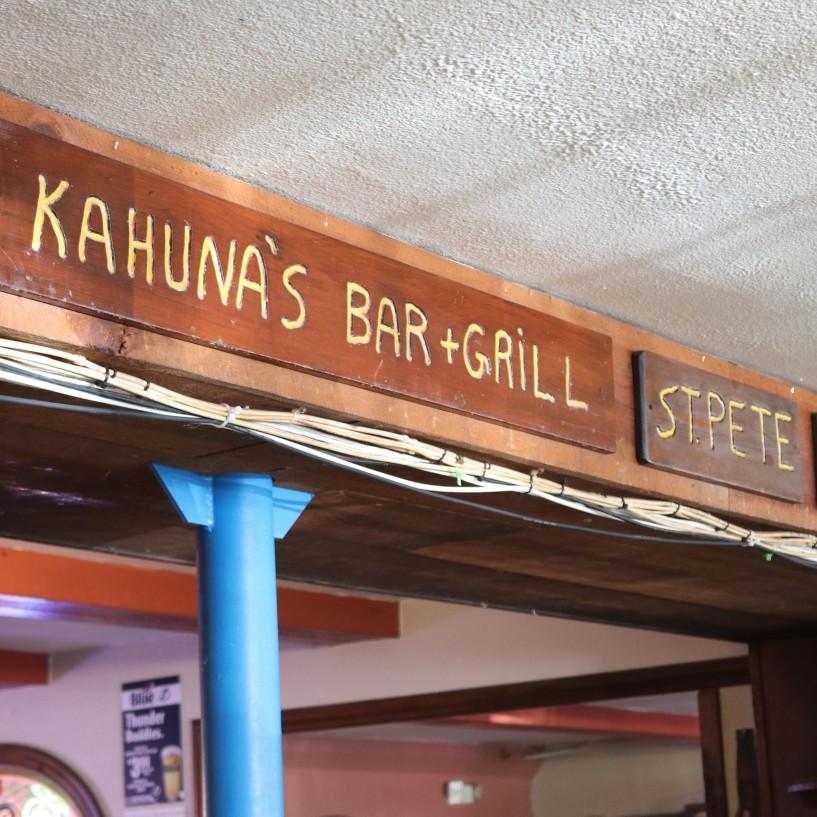 KAHUNA'S BAR + GRILL
ST. PETE
Blue
Thunder
Buddies.